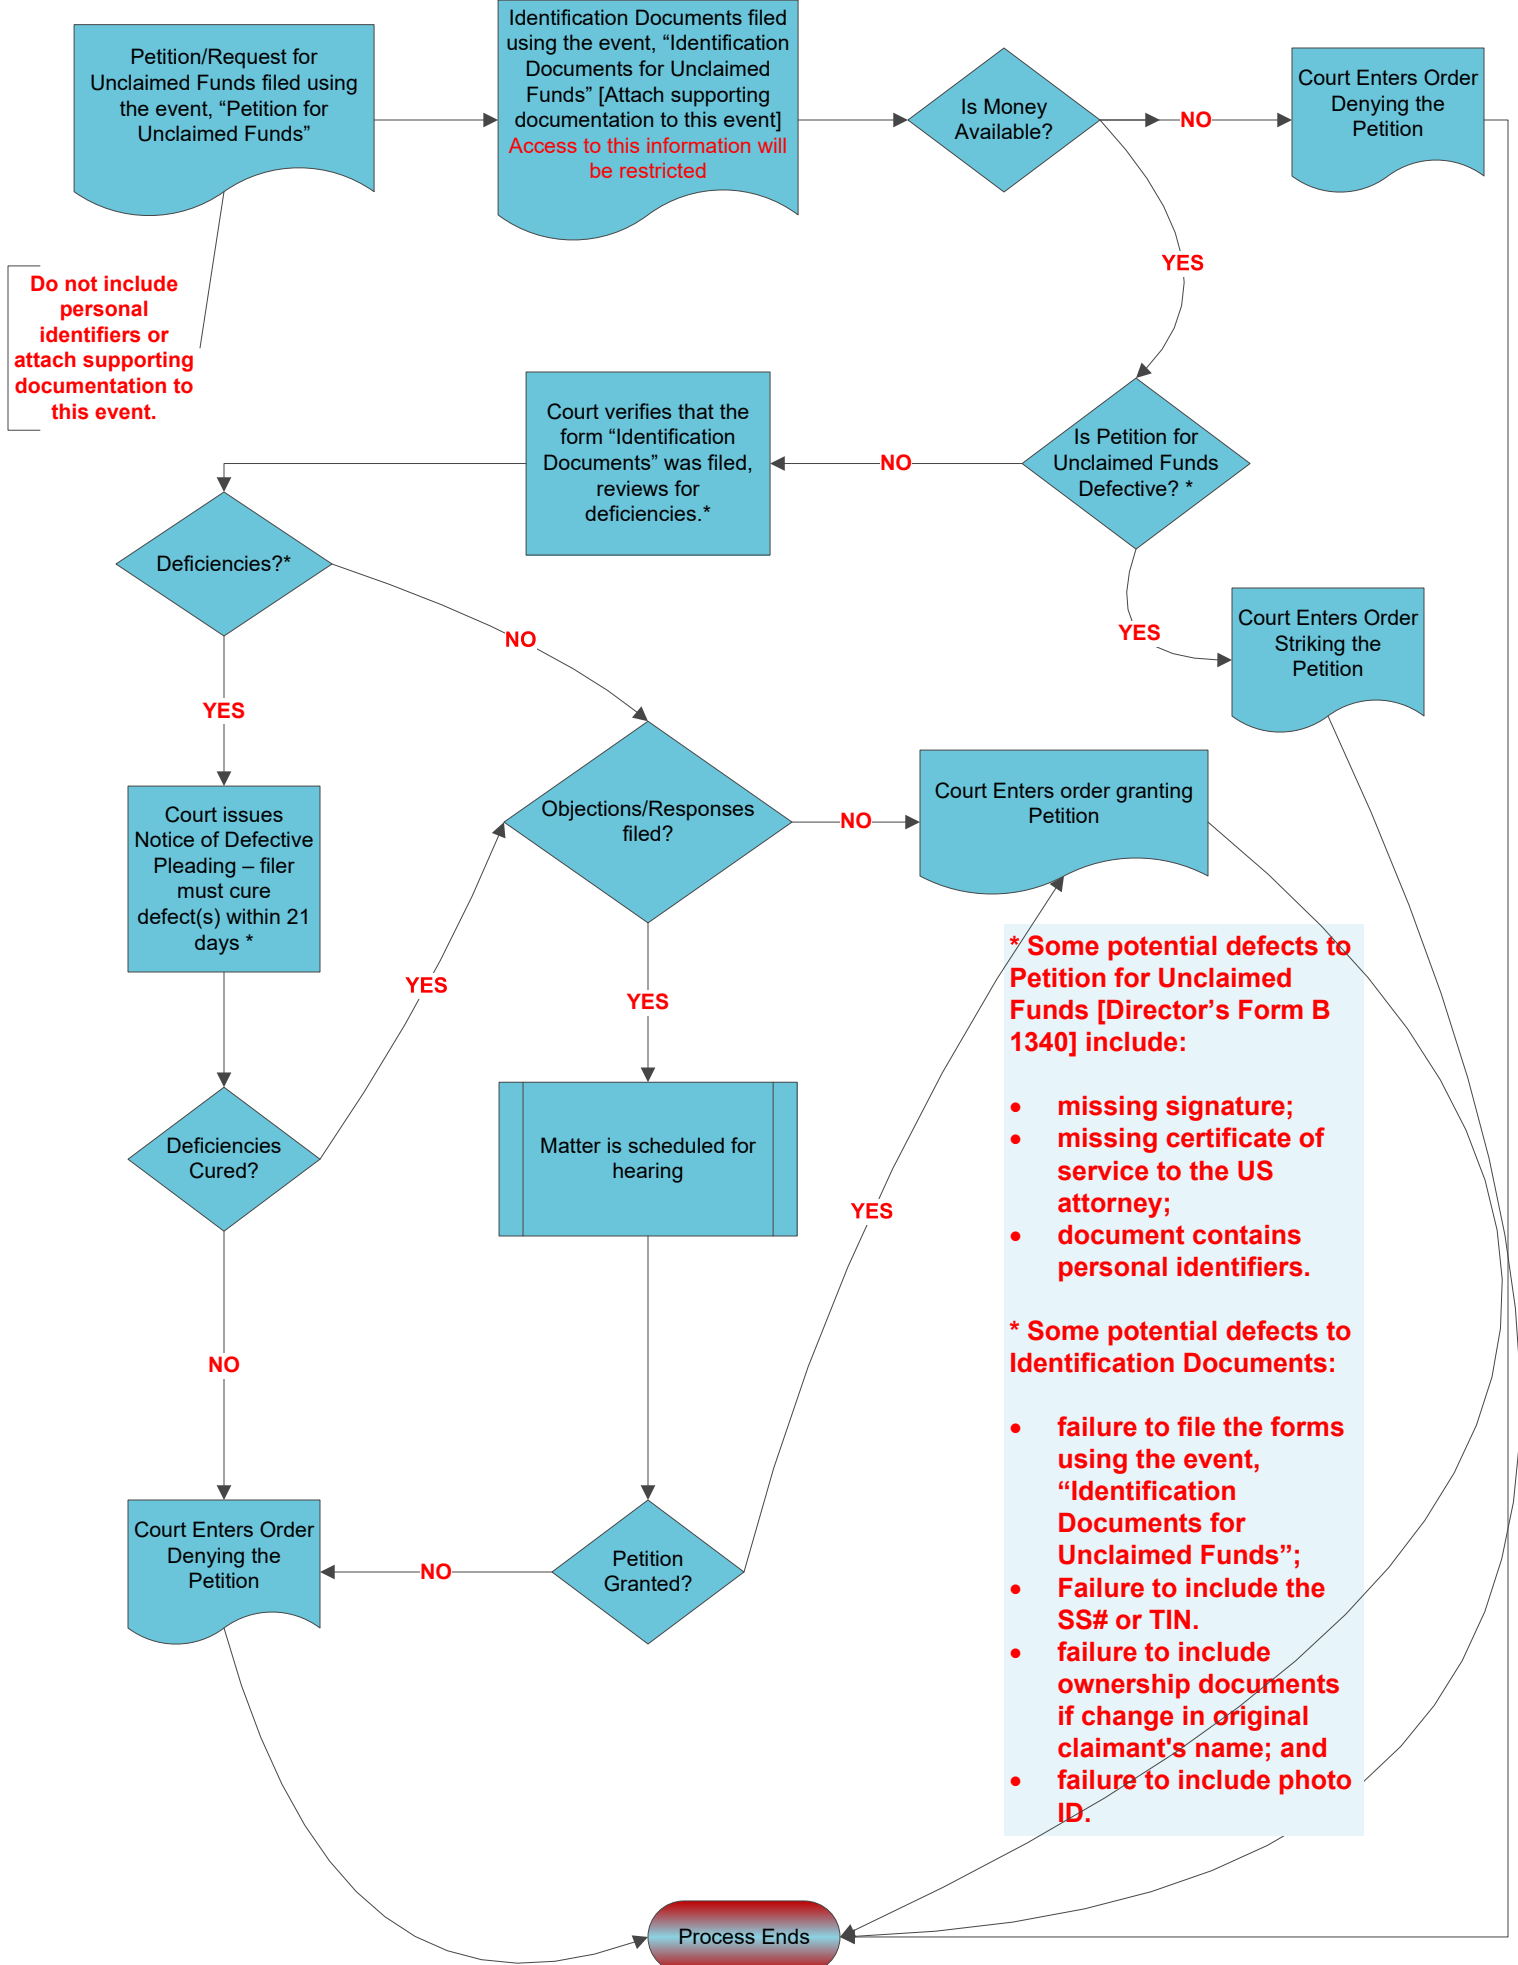 Petition/Request for
Unclaimed Funds filed using
the event, “Petition for
Unclaimed Funds”
Identification Documents filed
using the event, “Identification
Documents for Unclaimed
Funds” [Attach supporting
documentation to this event]
Access to this information will
be restricted
Is Money
Available?
NO
Court Enters Order
Denying the
Petition
YES
Do not include
personal
identifiers or
attach supporting
documentation to
this event.
Is Petition for
Unclaimed Funds
Defective? *
NO
Court verifies that the
form “Identification
Documents” was filed,
reviews for
deficiencies.*
Deficiencies?*
NO
YES
YES
Court Enters Order
Striking the
Petition
Court issues
Notice of Defective
Pleading – filer
must cure
defect(s) within 21
days *
Objections/Responses
filed?
NO
Court Enters order granting
Petition
YES
YES
Deficiencies
Cured?
Matter is scheduled for
hearing
YES
NO
Court Enters Order
Denying the
Petition
NO
Petition
Granted?
* Some potential defects to
Petition for Unclaimed
Funds [Director’s Form B
1340] include:
• missing signature;
• missing certificate of
service to the US
attorney;
• document contains
personal identifiers.
* Some potential defects to
Identification Documents:
• failure to file the forms
using the event,
“Identification
Documents for
Unclaimed Funds”;
• Failure to include the
SS# or TIN.
• failure to include
ownership documents
if change in original
claimant's name; and
• failure to include photo
ID.
Process Ends